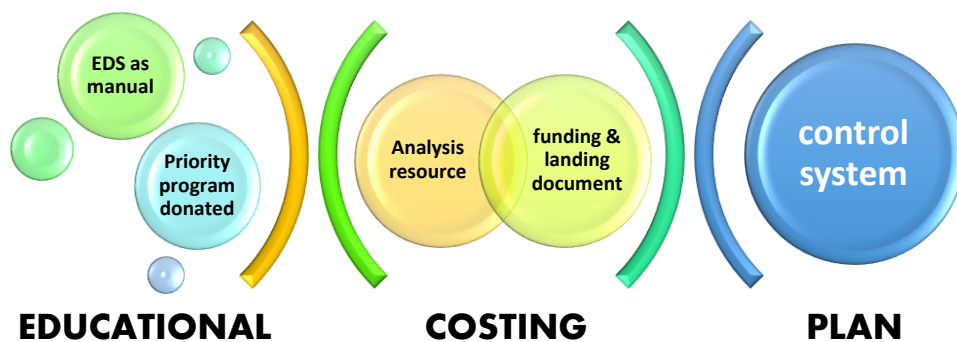 EDS as
manual
Priority
program
donated
Analysis
resource
funding &
landing
document
control
system
EDUCATIONAL
COSTING
PLAN